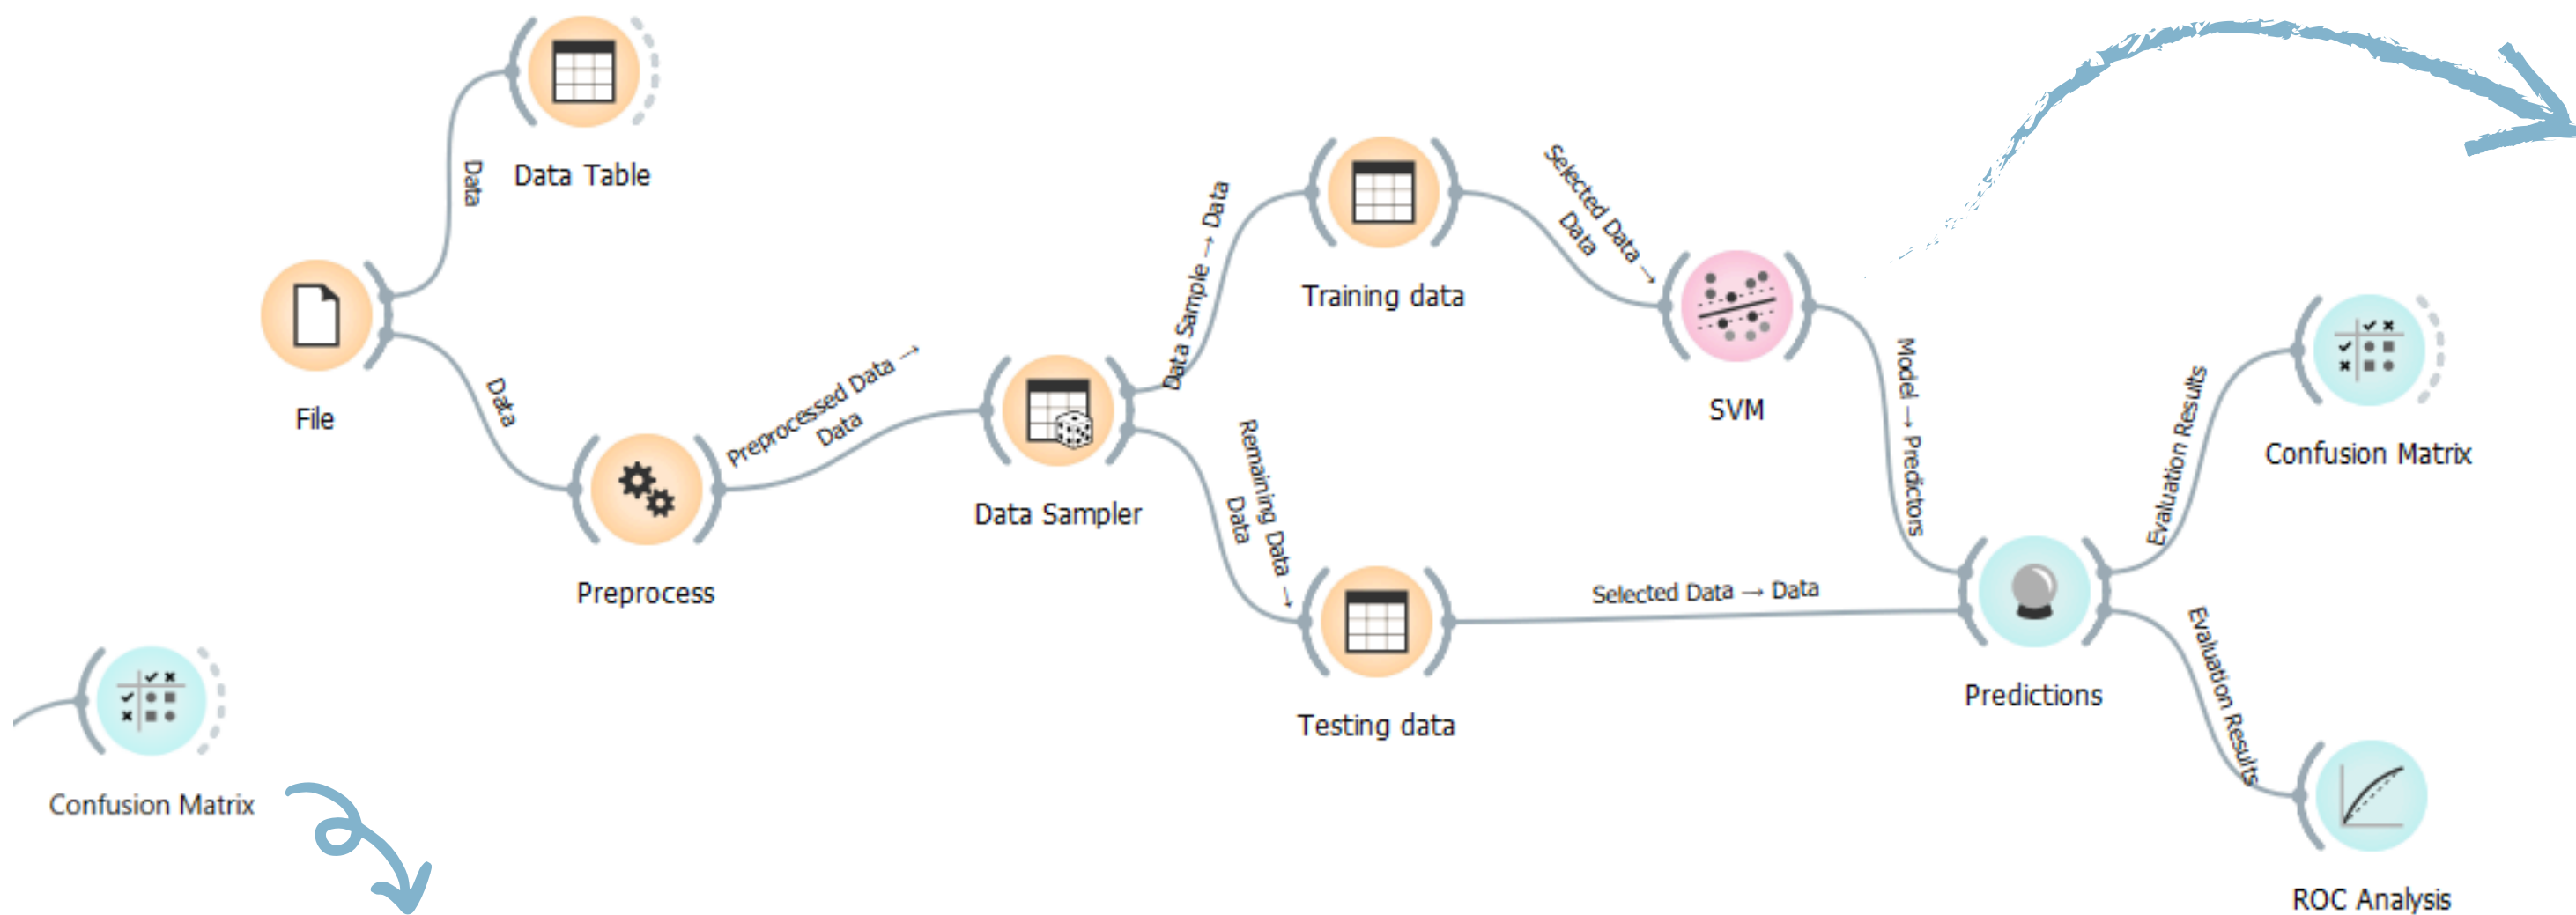 Data Table
Data
File
Data
Preprocess
Preprocessed Data →
Data
Data Sampler
Data Sample → Data
Training data
Remaining Data →
Data
Testing data
Selected Data →
Data
SVM
Model → Predictors
Selected Data → Data
Predictions
Evaluation Results
Confusion Matrix
Evaluation Results
ROC Analysis
Confusion Matrix